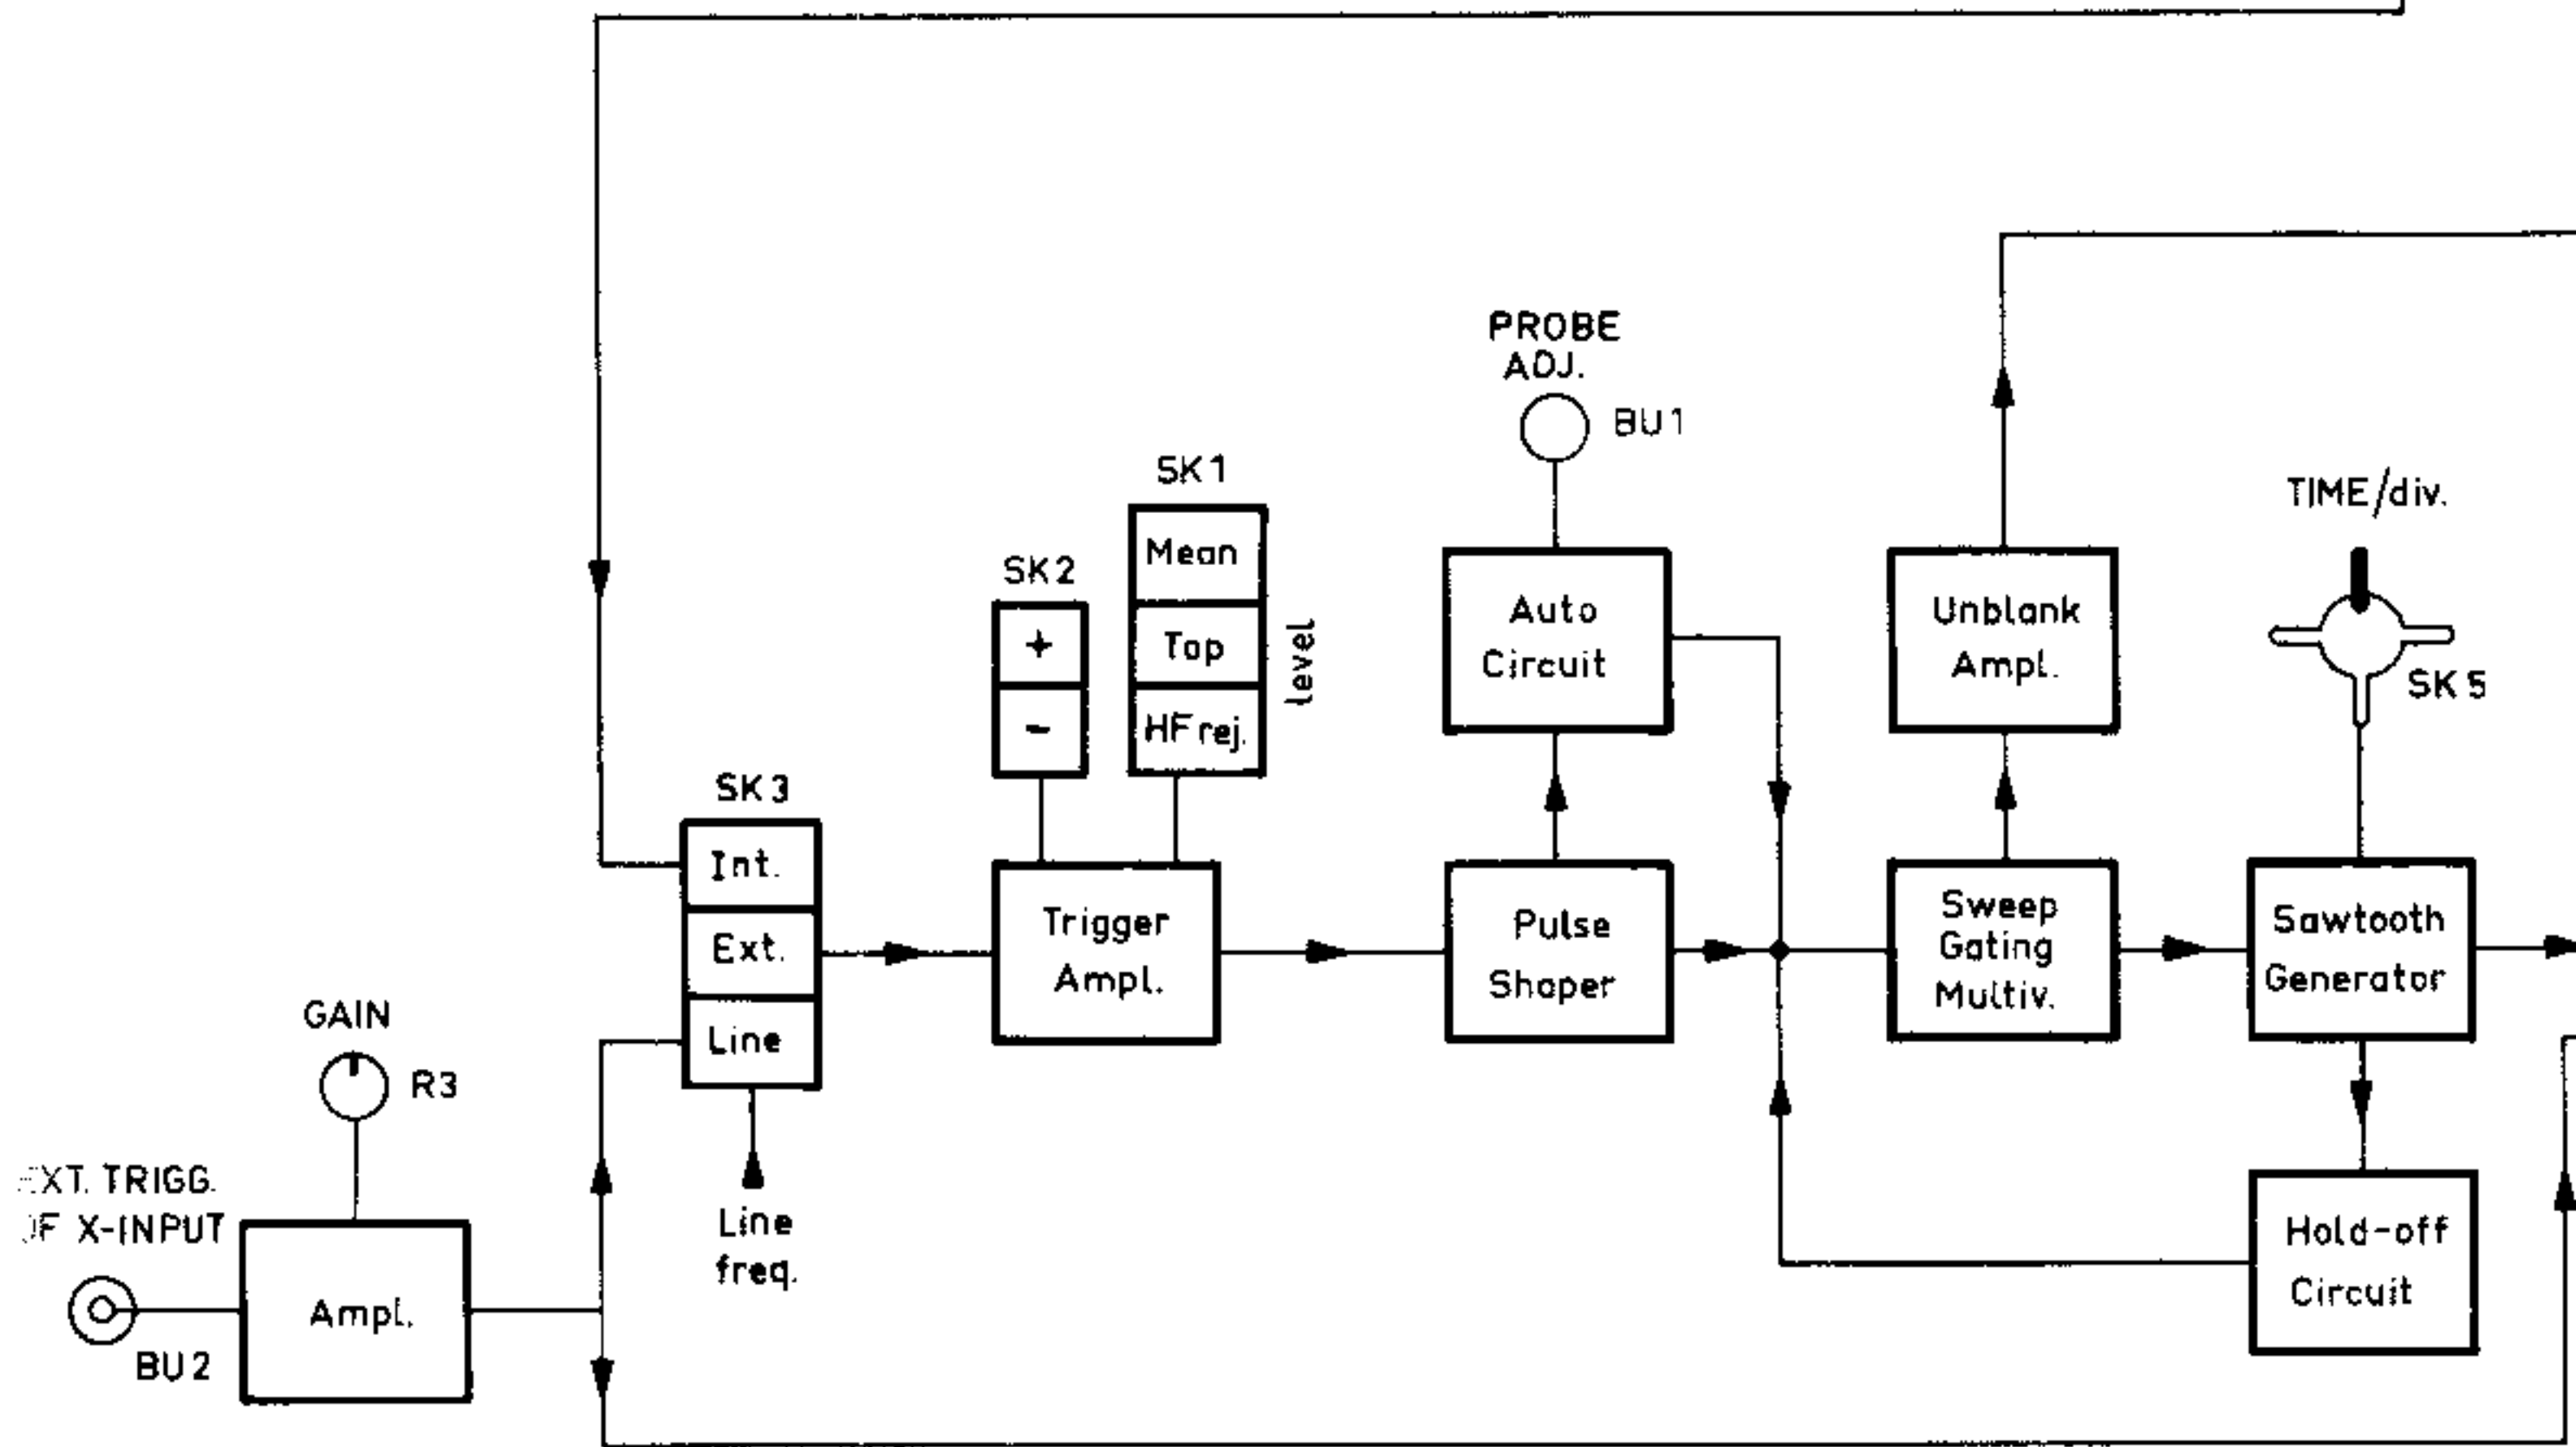 PROBE
ADJ.
BU1
SK1
Mean
Top
HF rej.
level
SK2
+
-
Auto
Circuit
Unblank
Ampl.
TIME/div.
SK5
SK3
Int.
Ext.
Line
Line
freq.
Trigger
Ampl.
Pulse
Shaper
Sweep
Gating
Multiv.
Sawtooth
Generator
Hold-off
Circuit
GAIN
R3
TRIGG.
X-INPUT
BU2
Ampl.